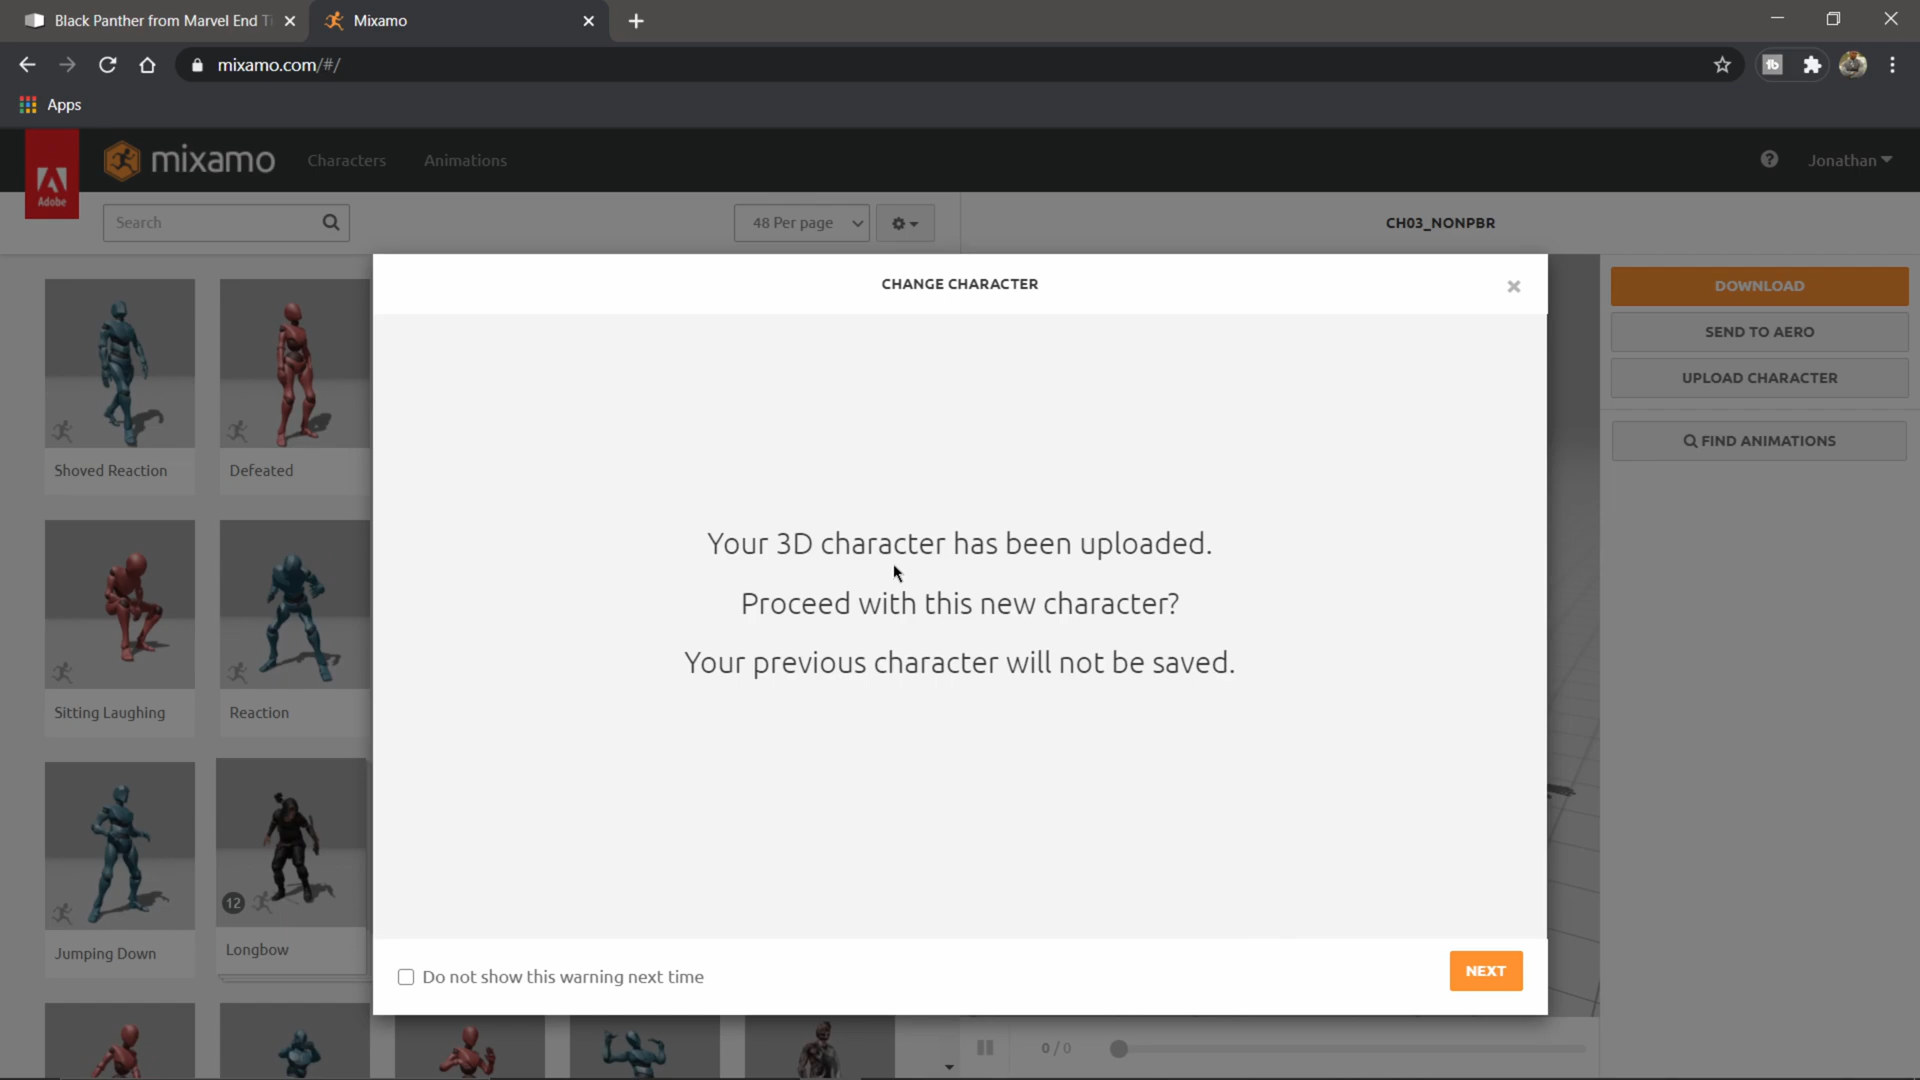 Black Panther from Marvel End Ti
Mixamo
mixamo.com/#/
Apps
Adobe
mixamo
Characters
Animations
Jonathan
Search
48 Per page
CH03_NONPBR
CHANGE CHARACTER
DOWNLOAD
SEND TO AERO
UPLOAD CHARACTER
FIND ANIMATIONS
Shoved Reaction
Defeated
Your 3D character has been uploaded.
Proceed with this new character?
Your previous character will not be saved.
Sitting Laughing
Reaction
12
Jumping Down
Longbow
Do not show this warning next time
NEXT
0 / 0